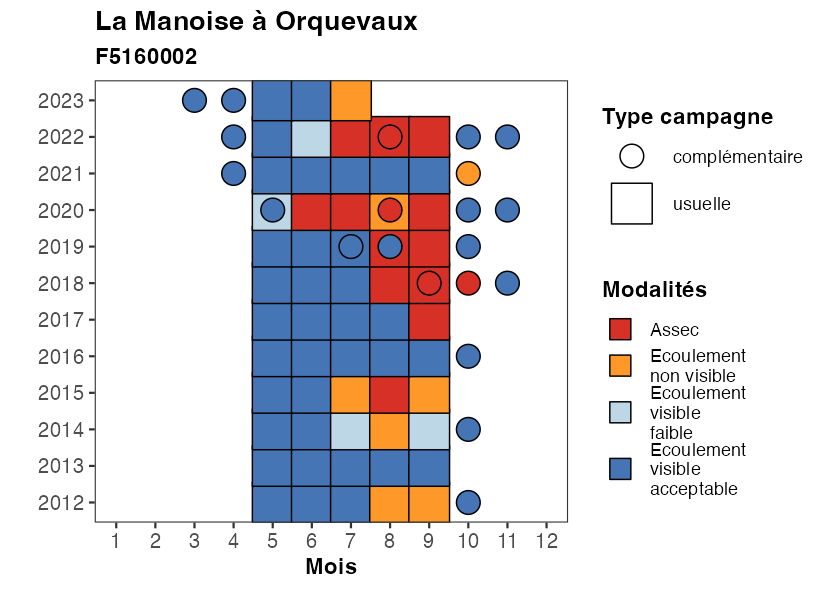 La Manoise à Orquevaux
F5160002
2023
2022
2021
2020
2019
2018
2017
2016
2015
2014
2013
2012
1 2 3 4 5 6 7 8 9 10 11 12
Mois
Type campagne
complémentaire
usuelle
Modalités
Assec
Ecoulement
non visible
Ecoulement
visible
faible
Ecoulement
visible
acceptable